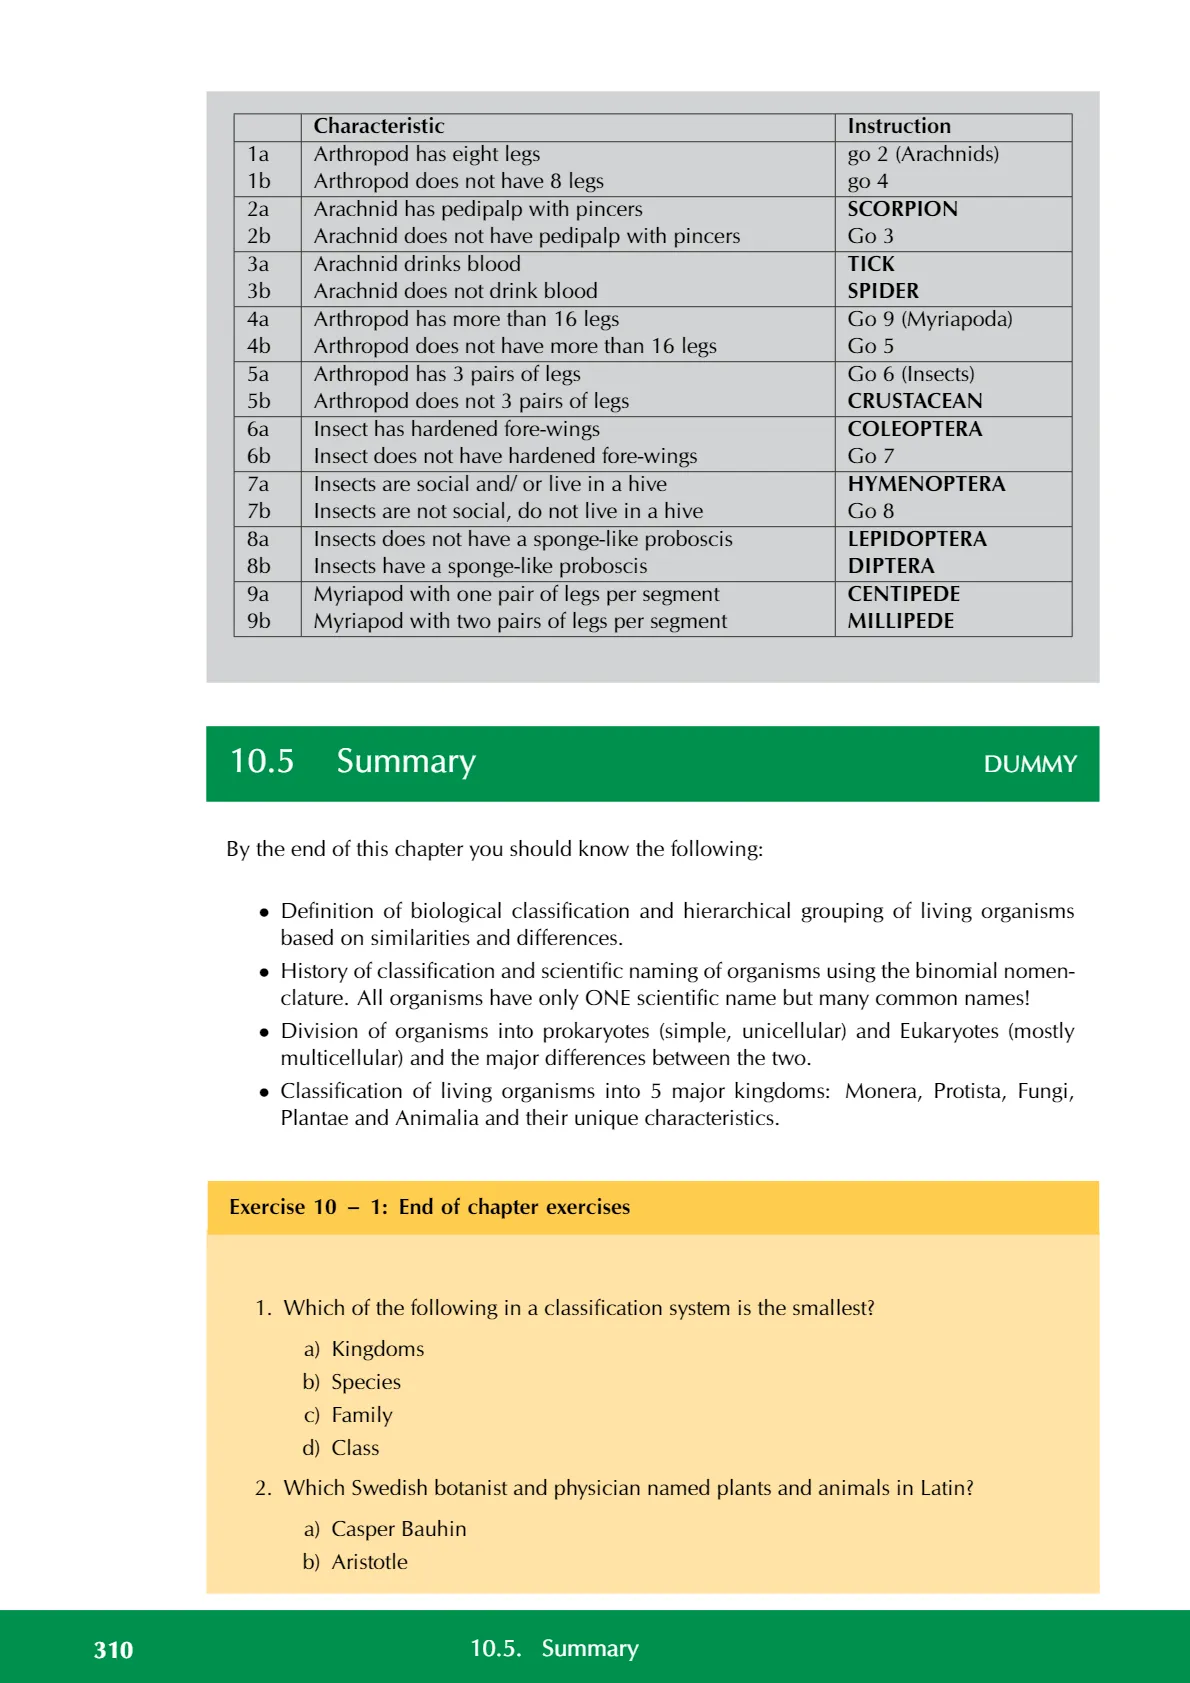 Characteristic Instruction
1a Arthropod has eight legs go 2 (Arachnids)
1b Arthropod does not have 8 legs go 4
2a Arachnid has pedipalp with pincers SCORPION
2b Arachnid does not have pedipalp with pincers Go 3
3a Arachnid drinks blood TICK
3b Arachnid does not drink blood SPIDER
4a Arthropod has more than 16 legs Go 9 (Myriapoda)
4b Arthropod does not have more than 16 legs Go 5
5a Arthropod has 3 pairs of legs Go 6 (Insects)
5b Arthropod does not 3 pairs of legs CRUSTACEAN
6a Insect has hardened fore-wings COLEOPTERA
6b Insect does not have hardened fore-wings Go 7
7a Insects are social and/ or live in a hive HYMENOPTERA
7b Insects are not social, do not live in a hive Go 8
8a Insects does not have a sponge-like proboscis LEPIDOPTERA
8b Insects have a sponge-like proboscis DIPTERA
9a Myriapod with one pair of legs per segment CENTIPEDE
9b Myriapod with two pairs of legs per segment MILLIPEDE
10.5 Summary DUMMY
By the end of this chapter you should know the following:
• Definition of biological classification and hierarchical grouping of living organisms
based on similarities and differences.
• History of classification and scientific naming of organisms using the binomial nomen-
clature. All organisms have only ONE scientific name but many common names!
• Division of organisms into prokaryotes (simple, unicellular) and Eukaryotes (mostly
multicellular) and the major differences between the two.
• Classification of living organisms into 5 major kingdoms: Monera, Protista, Fungi,
Plantae and Animalia and their unique characteristics.
Exercise 10 – 1: End of chapter exercises
1. Which of the following in a classification system is the smallest?
a) Kingdoms
b) Species
c) Family
d) Class
2. Which Swedish botanist and physician named plants and animals in Latin?
a) Casper Bauhin
b) Aristotle
310 10.5. Summary